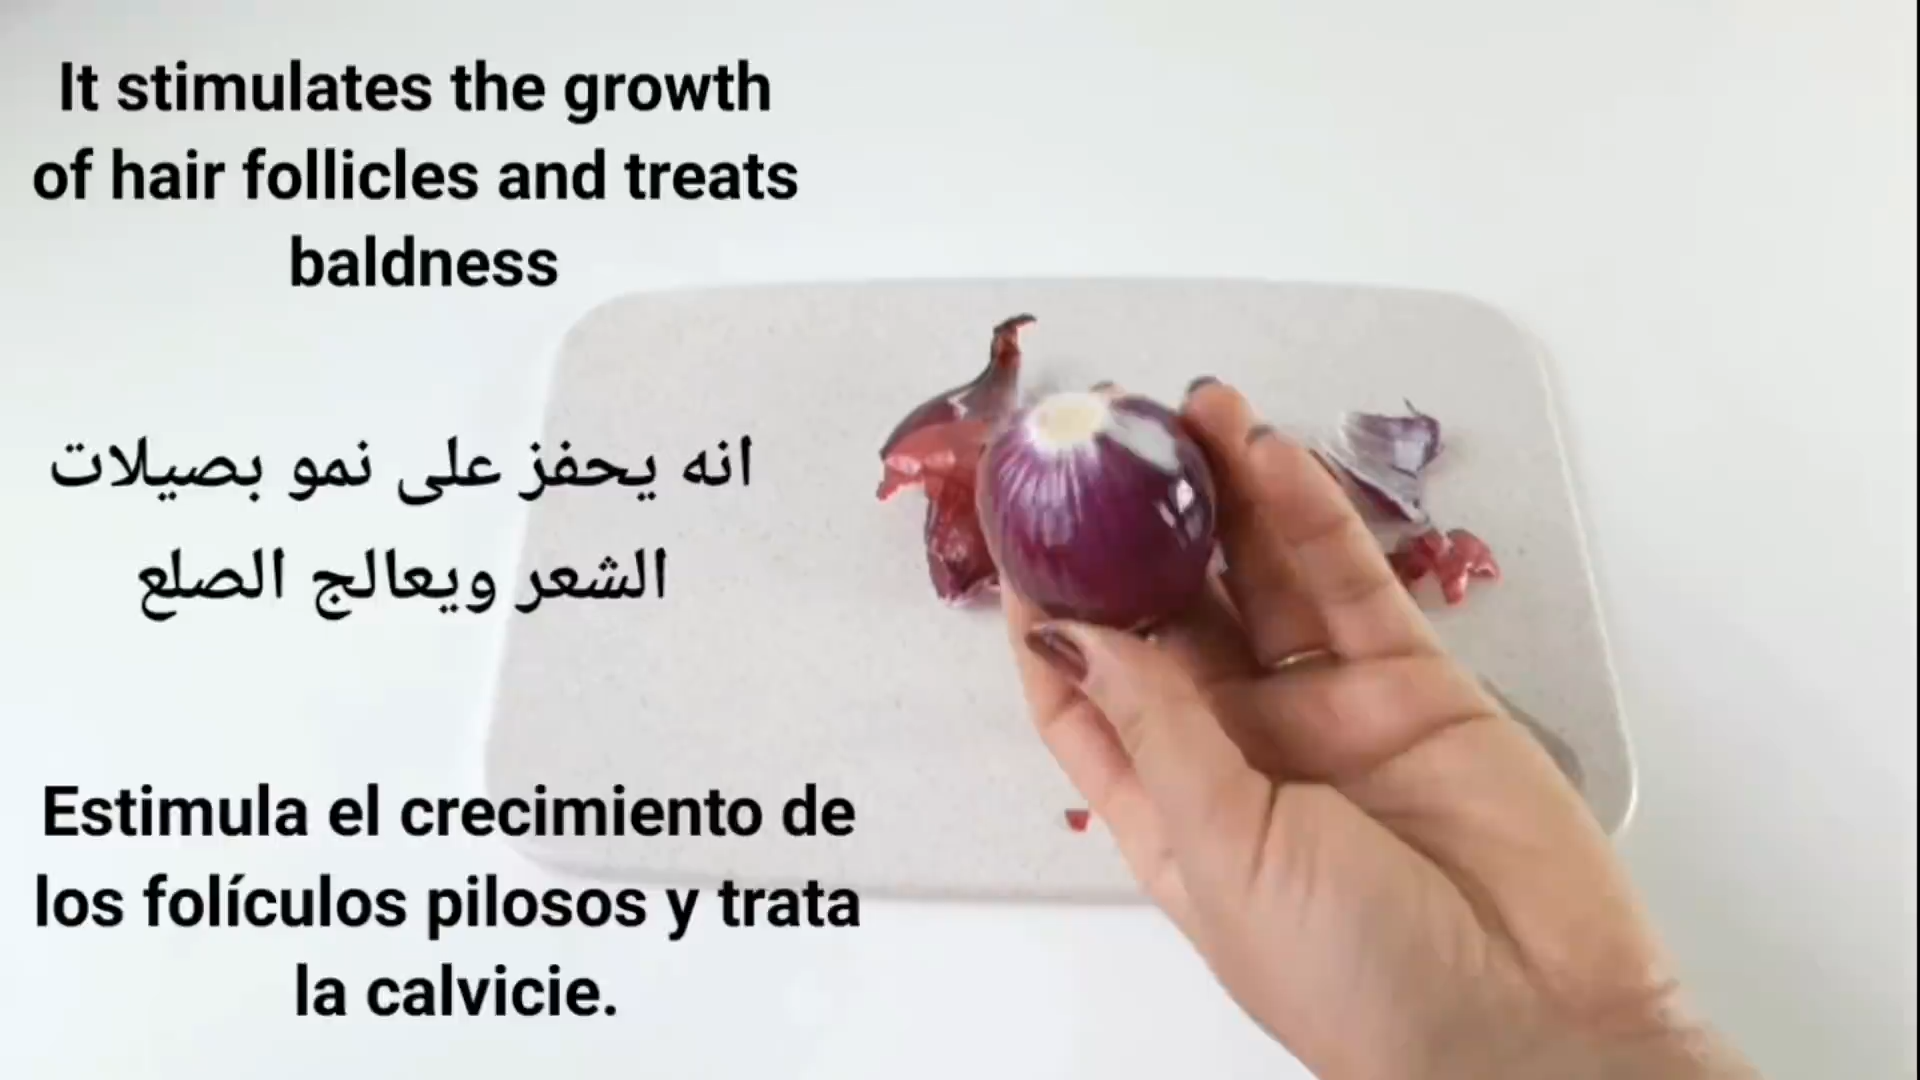 It stimulates the growth
of hair follicles and treats
baldness
انه يحفز على نمو بصيلات
الشعر ويعالج الصلع
Estimula el crecimiento de
los folículos pilosos y trata
la calvicie.